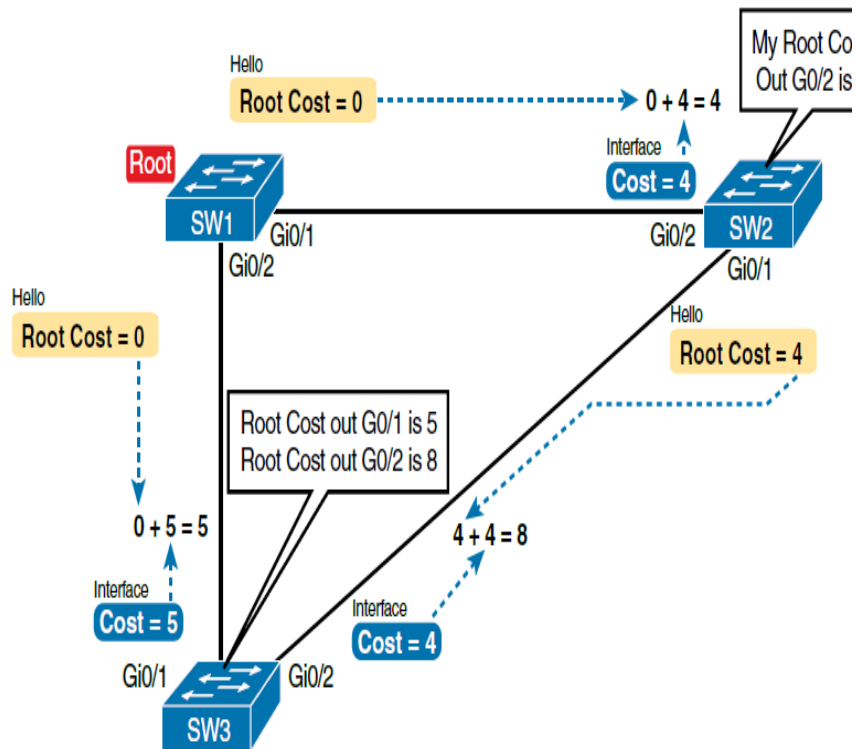 My Root Co
Out G0/2 is
Hello
Root Cost = 0
0 + 4 = 4
Interface
Cost = 4
Root
SW1
Gi0/1
Gi0/2
Gi0/2
SW2
Gi0/1
Hello
Root Cost = 0
Hello
Root Cost = 4
Root Cost out G0/1 is 5
Root Cost out G0/2 is 8
0 + 5 = 5
4 + 4 = 8
Interface
Cost = 5
Interface
Cost = 4
Gi0/1
Gi0/2
SW3